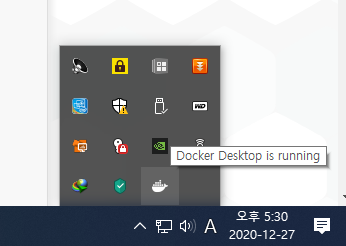 WD
Docker Desktop is running
A
오후 5:30
2020-12-27